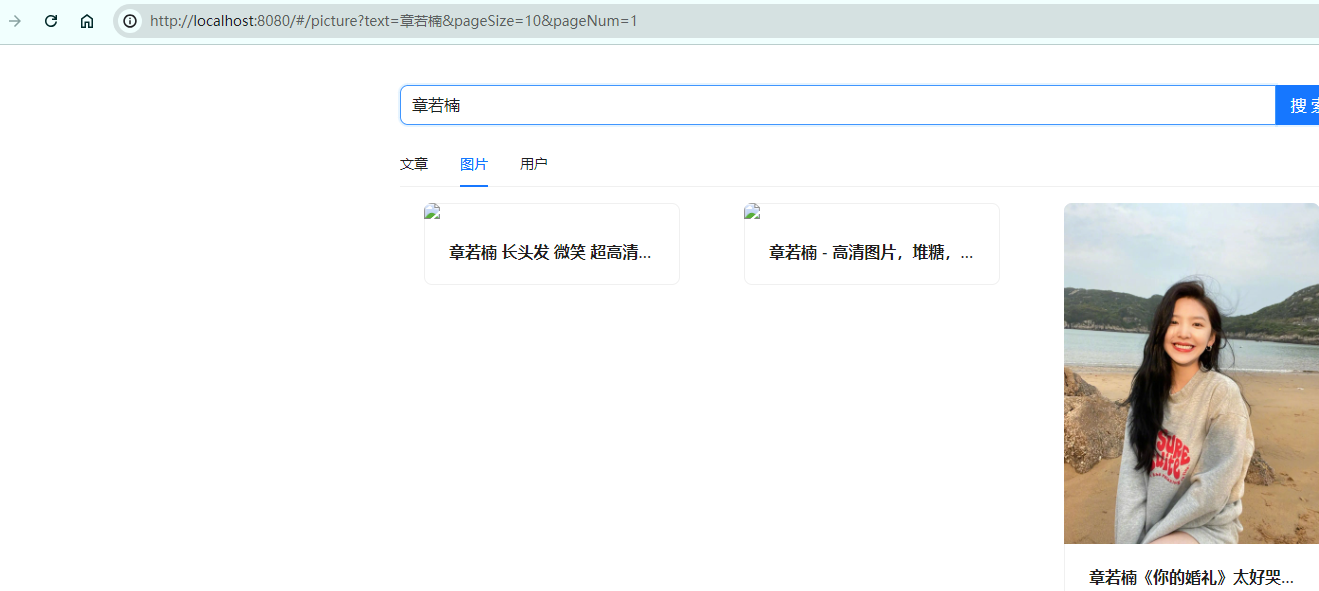 http://localhost:8080/#/picture?text=章若楠&pageSize=10&pageNum=1
章若楠
搜 索
文章 图片 用户
章若楠 长头发 微笑 超高清...
章若楠 - 高清图片，堆糖，...
章若楠《你的婚礼》太好哭...